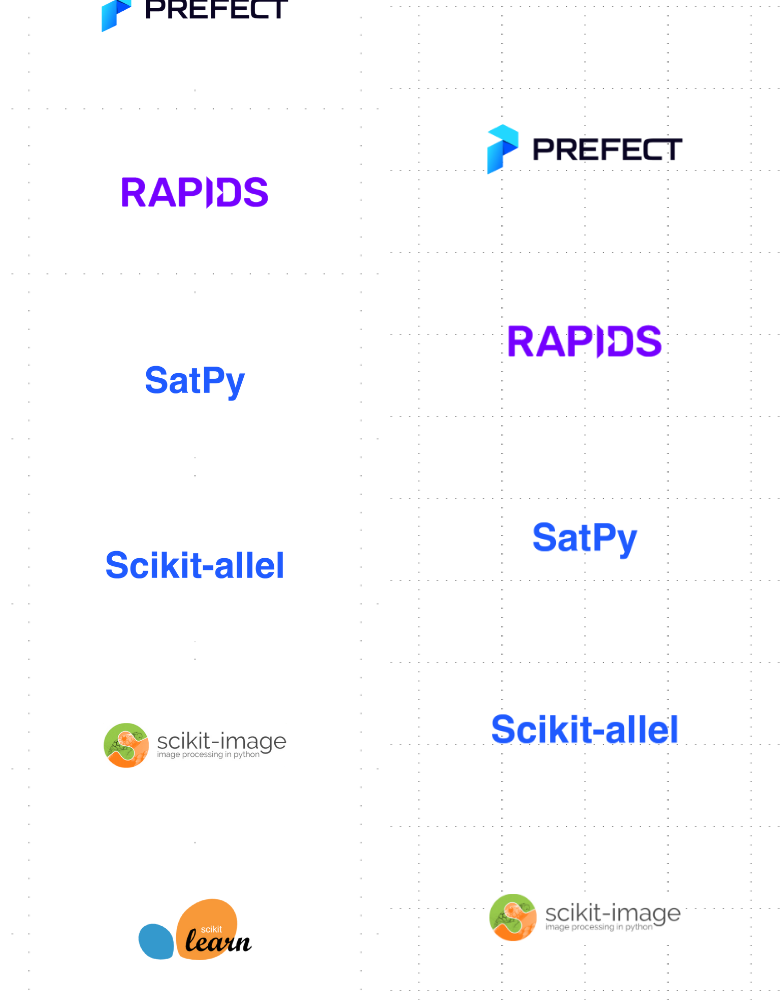 PREFECT
RAPIDS
SatPy
Scikit-allel
scikit-image
image processing in python
scikit
learn
PREFECT
RAPIDS
SatPy
Scikit-allel
scikit-image
image processing in python